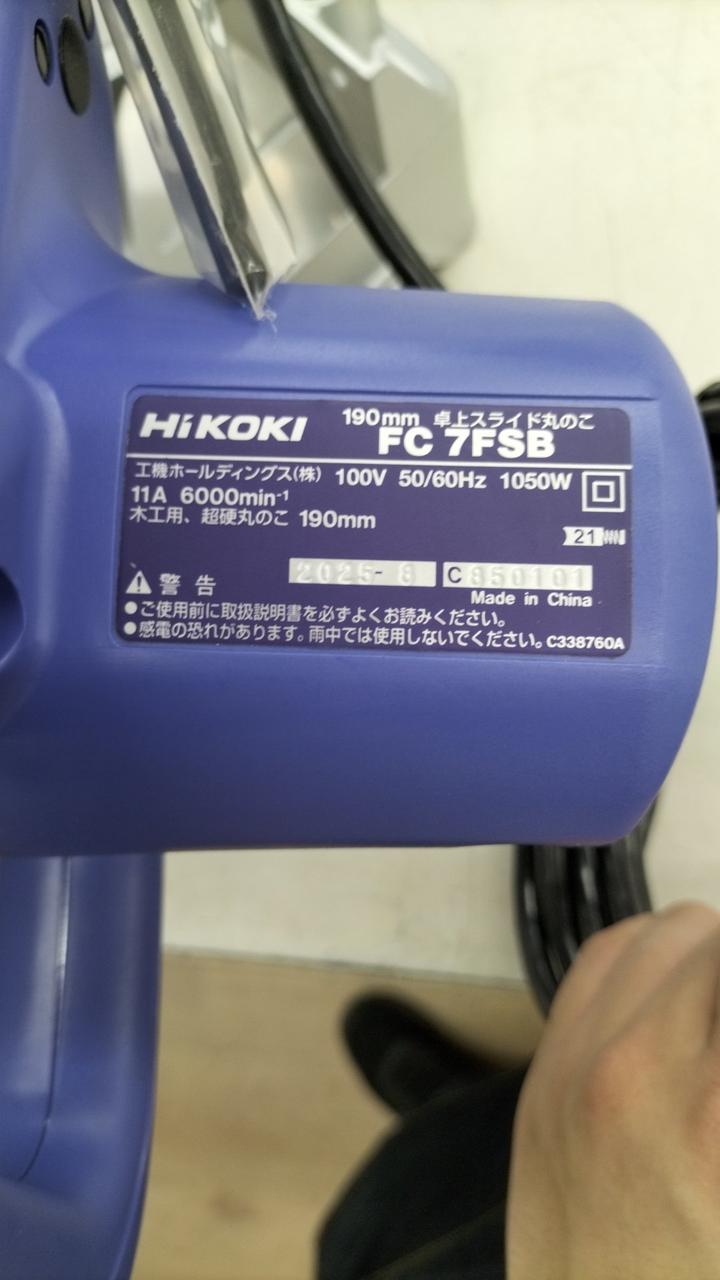 HiKOKI 190mm 卓上スライド丸のこ
FC 7FSB
工機ホールディングス(株) 100V 50/60Hz 1050W
11A 6000min-1
木工用、超硬丸のこ 190mm
21
2025- 8 C 850101
Made in China
警告
●ご使用前に取扱説明書を必ずよくお読みください。
●感電の恐れがあります。雨中では使用しないでください。 C338760A